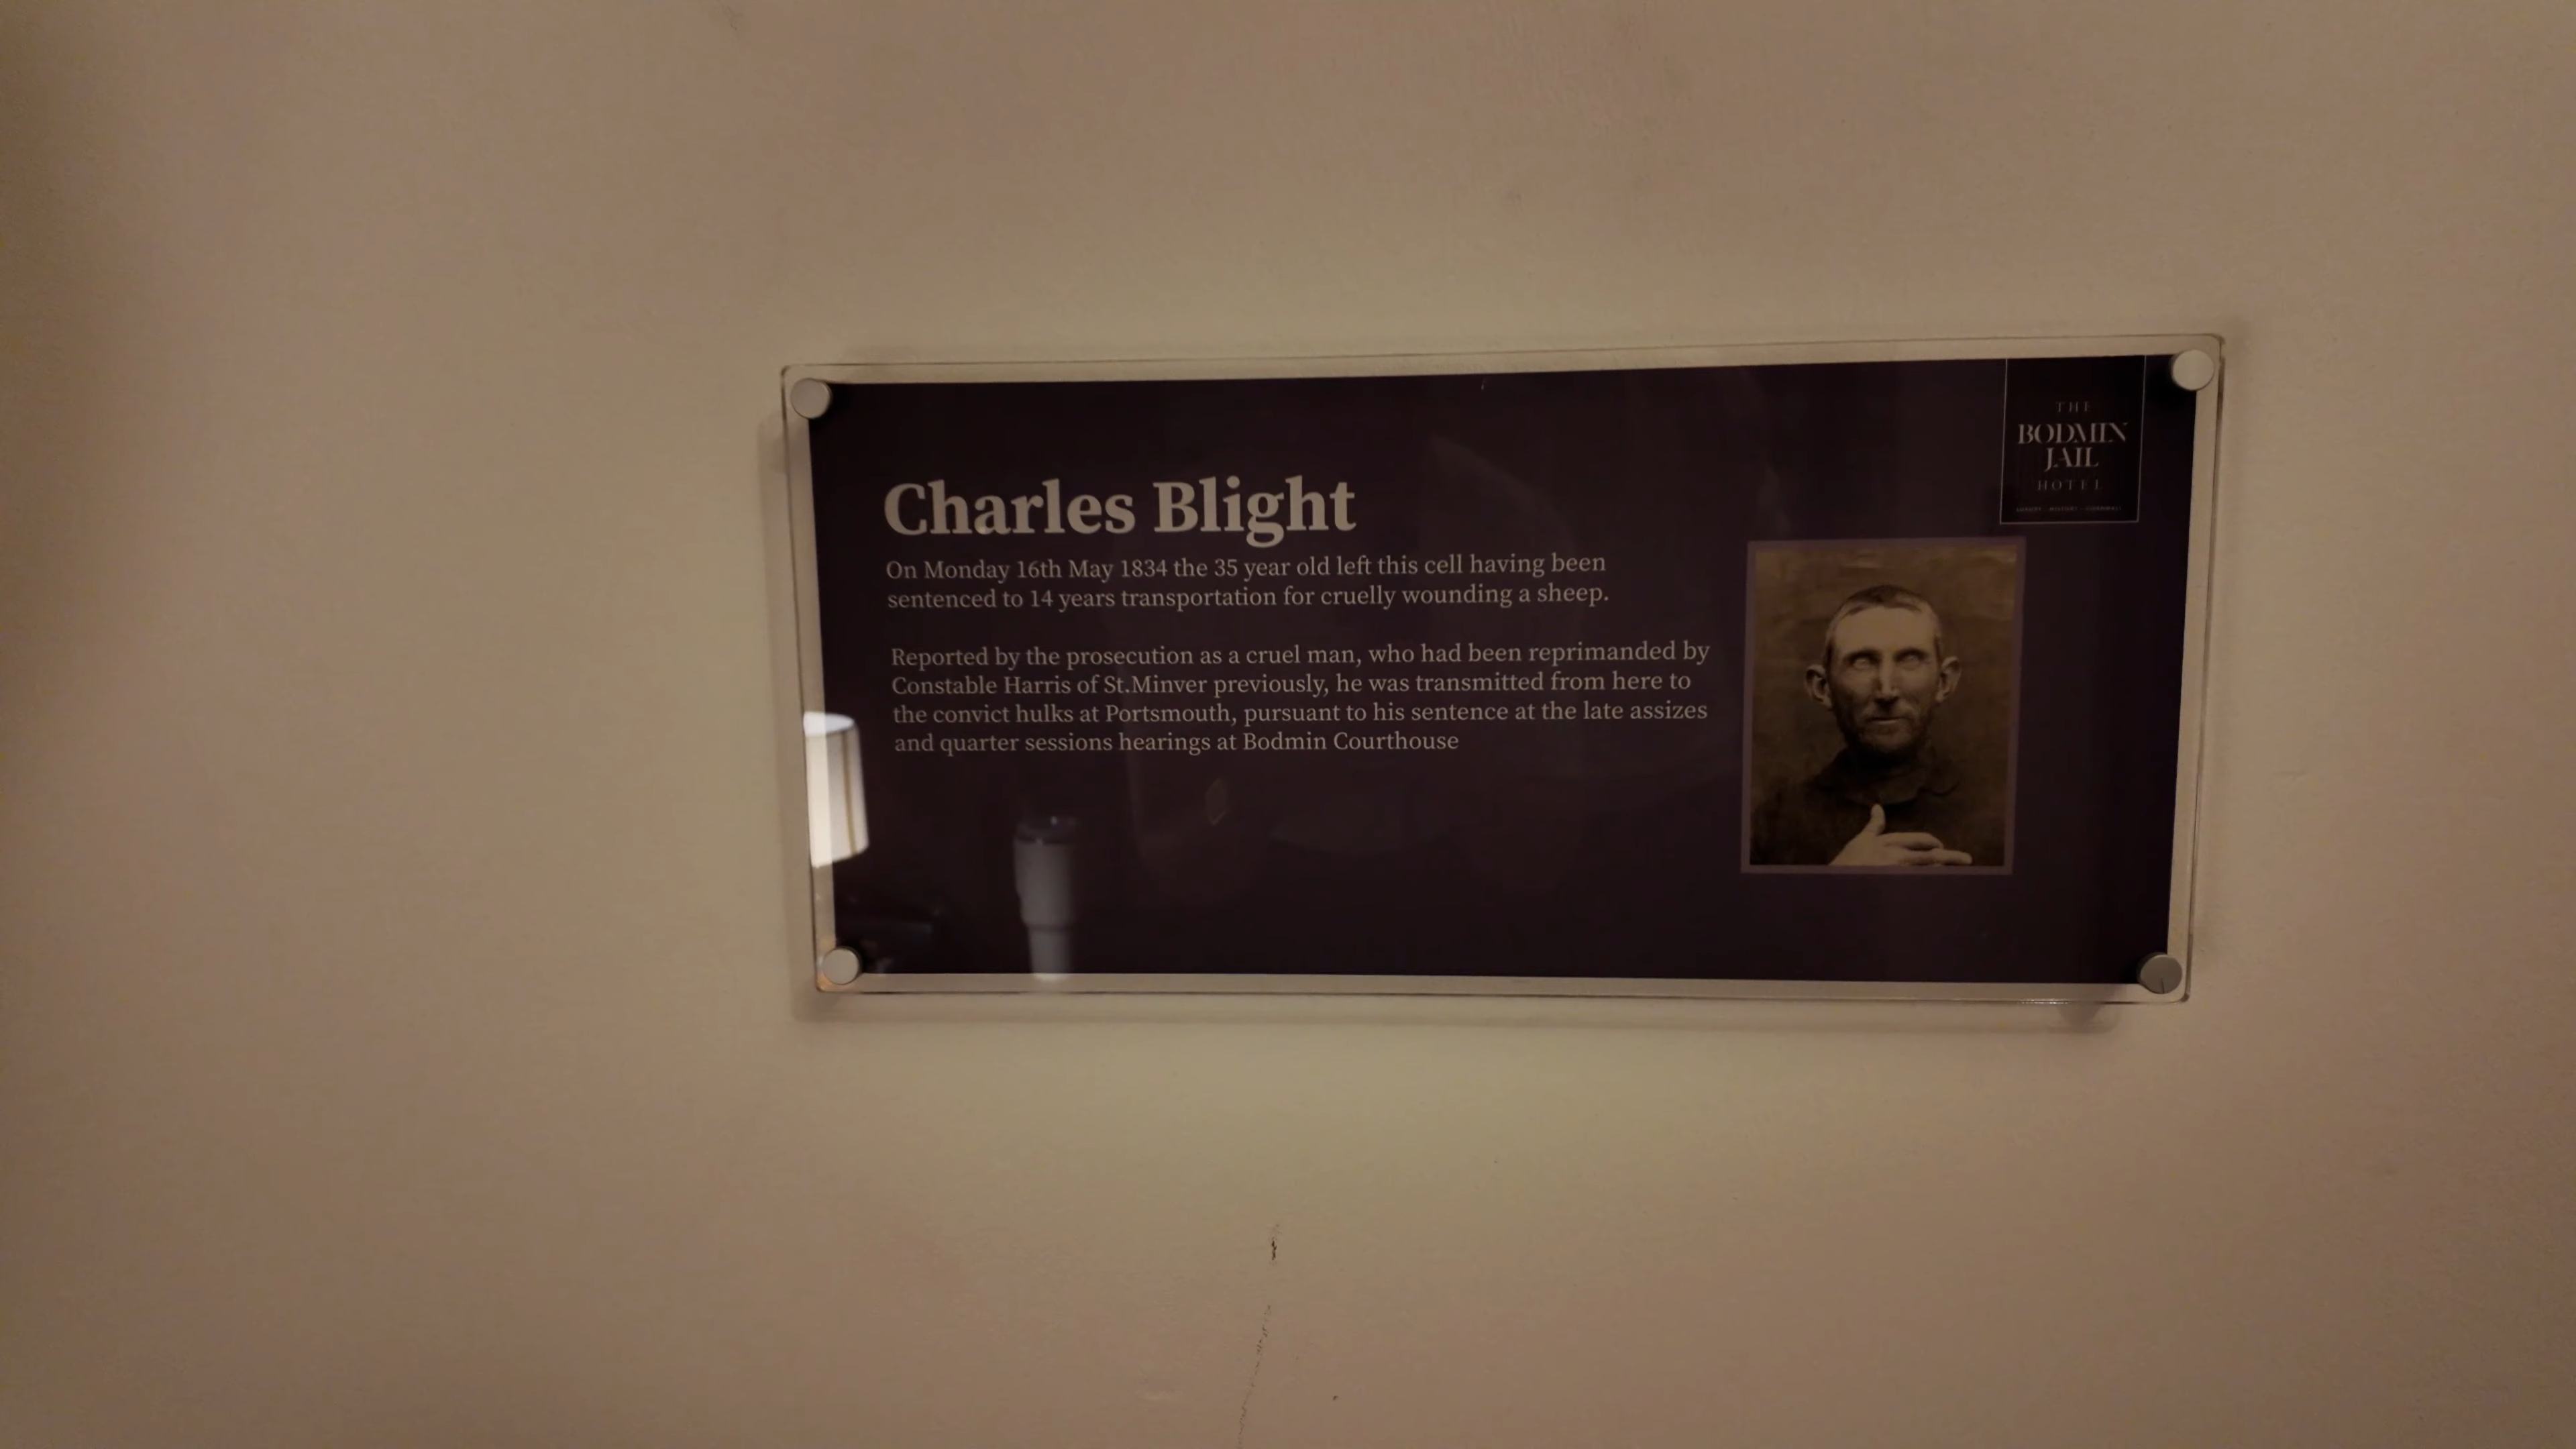 THE
BODMIN
JAIL
HOTEL
Charles Blight
On Monday 16th May 1834 the 35 year old left this cell having been
sentenced to 14 years transportation for cruelly wounding a sheep.
Reported by the prosecution as a cruel man, who had been reprimanded by
Constable Harris of St.Minver previously, he was transmitted from here to
the convict hulks at Portsmouth, pursuant to his sentence at the late assizes
and quarter sessions hearings at Bodmin Courthouse